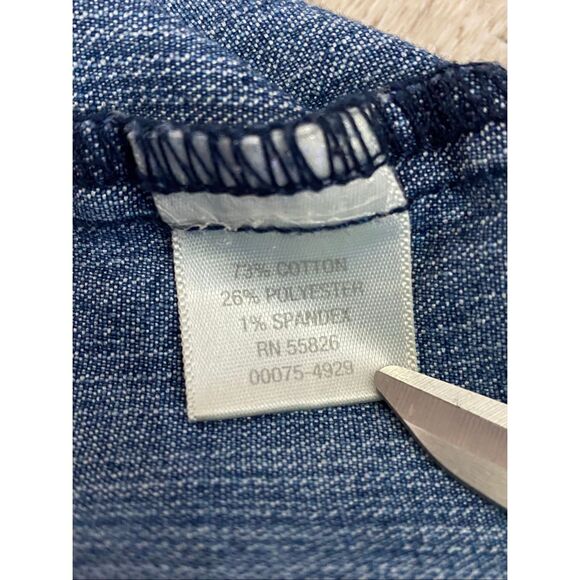 73% COTTON
26% POLYESTER
1% SPANDEX
RN 55826
00075-4929